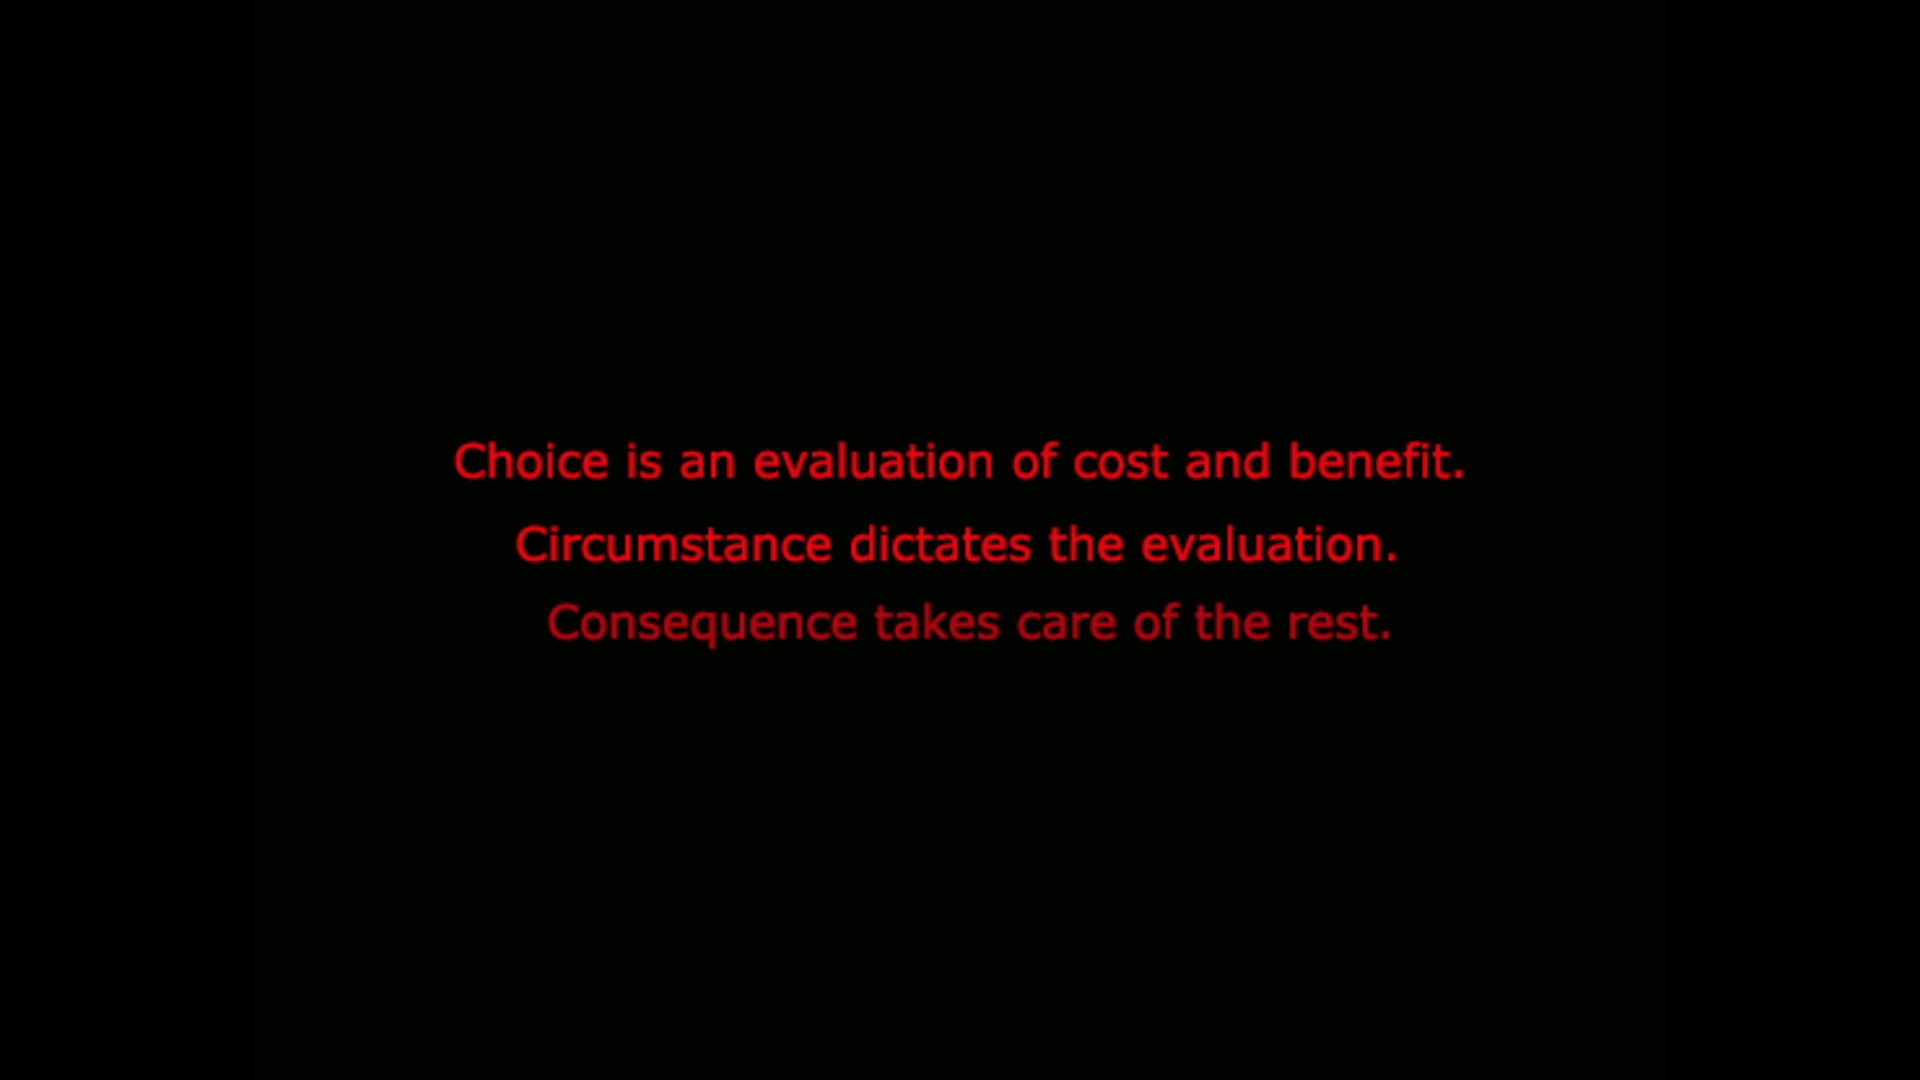 Choice is an evaluation of cost and benefit.
Circumstance dictates the evaluation.
Consequence takes care of the rest.